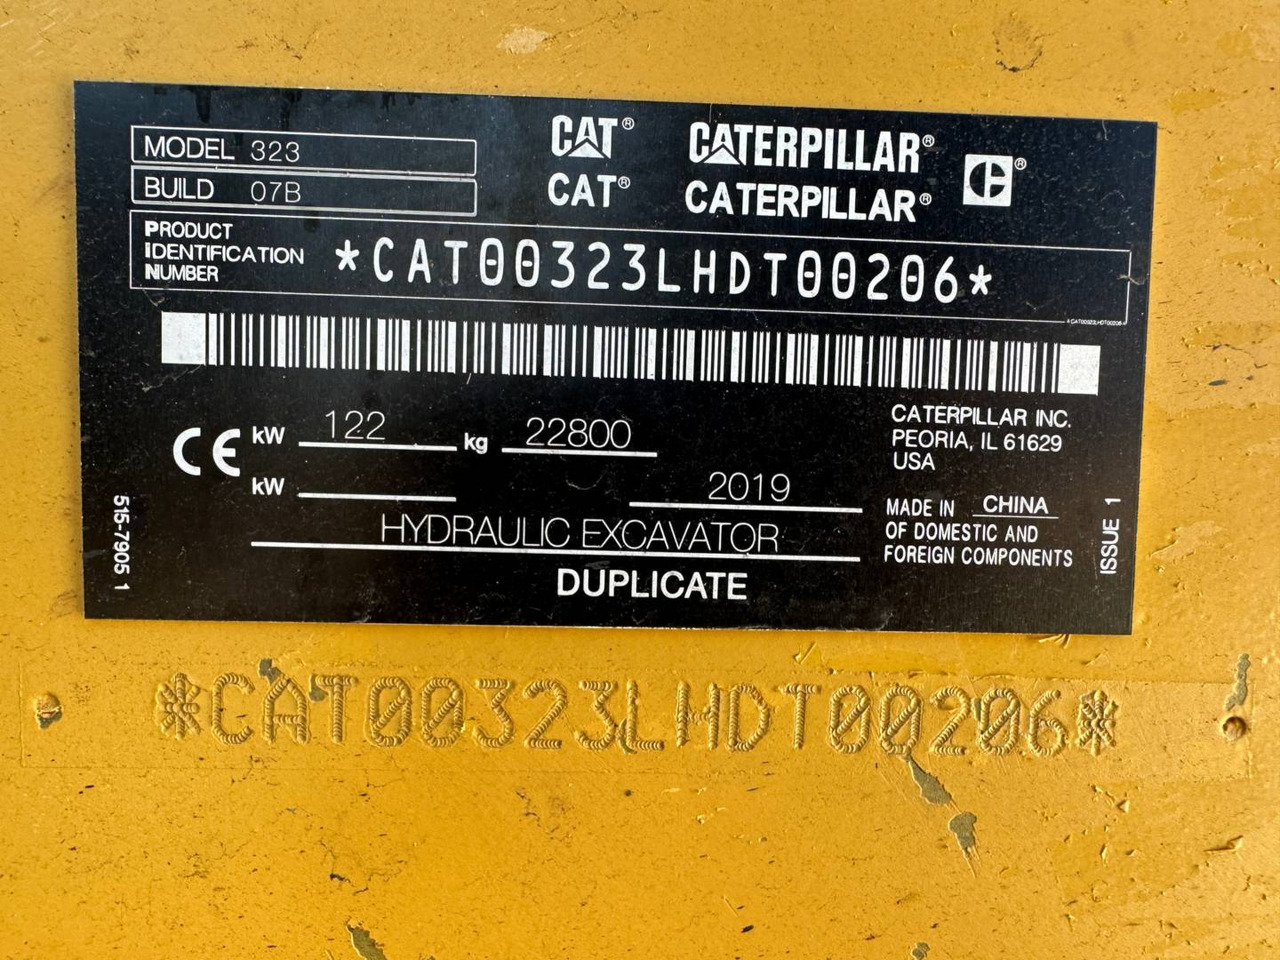 MODEL 323
BUILD 07B
CAT® CATERPILLAR® C®
CAT® CATERPILLAR®
PRODUCT
IDENTIFICATION
NUMBER
*CAT00323LHDT00206*
*CAT00323LHDT00206
CE kW 122 kg 22800
kW 2019
HYDRAULIC EXCAVATOR
DUPLICATE
CATERPILLAR INC.
PEORIA, IL 61629
USA
MADE IN CHINA
OF DOMESTIC AND
FOREIGN COMPONENTS
ISSUE 1
515-7905 1
*CAT00323LHDT00206*